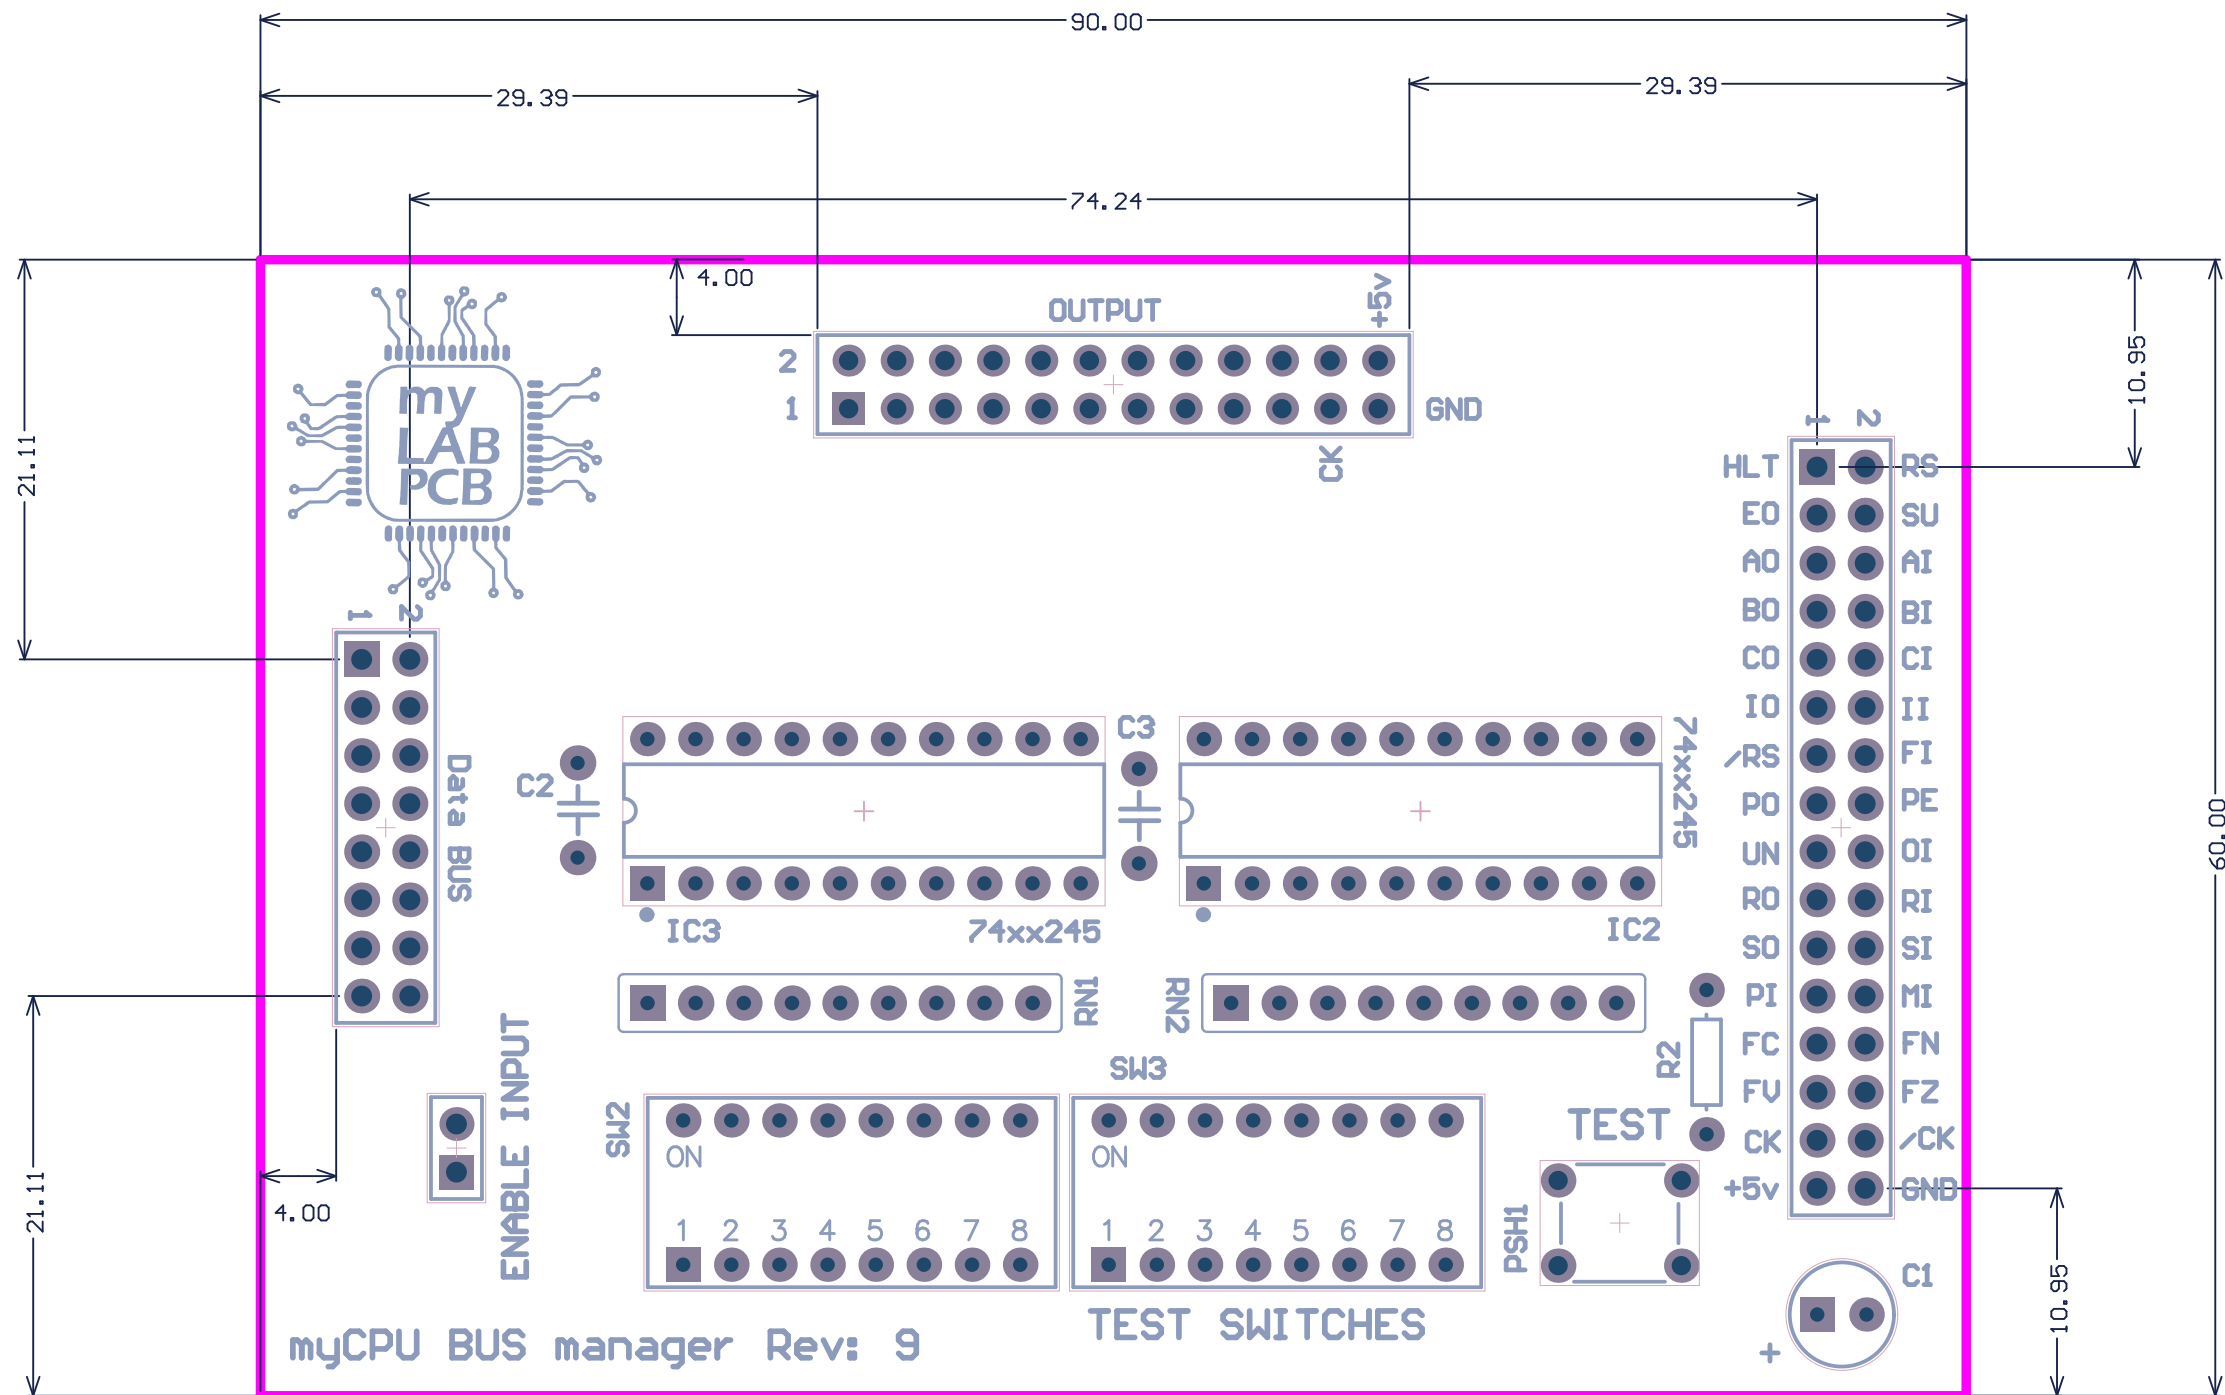 90.00
29.39
29.39
74.24
4.00
OUTPUT
+5v
2
1
GND
CK
10.95
21.11
my
LAB
PCB
1 2
HLT RS
EO SU
AO AI
BO BI
CO CI
IO II
/RS FI
PO PE
UN OI
RO RI
SO SI
PI MI
FC FN
FV FZ
CK /CK
+5v GND
1 2
Data BUS
C2
C3
74xx245
IC3
74xx245
IC2
60.00
RN1
RN2
R2
SW3
SW2
ENABLE INPUT
TEST
ON
ON
1 2 3 4 5 6 7 8
1 2 3 4 5 6 7 8
PSH1
21.11
4.00
C1
10.95
TEST SWITCHES
+
myCPU BUS manager Rev: 9